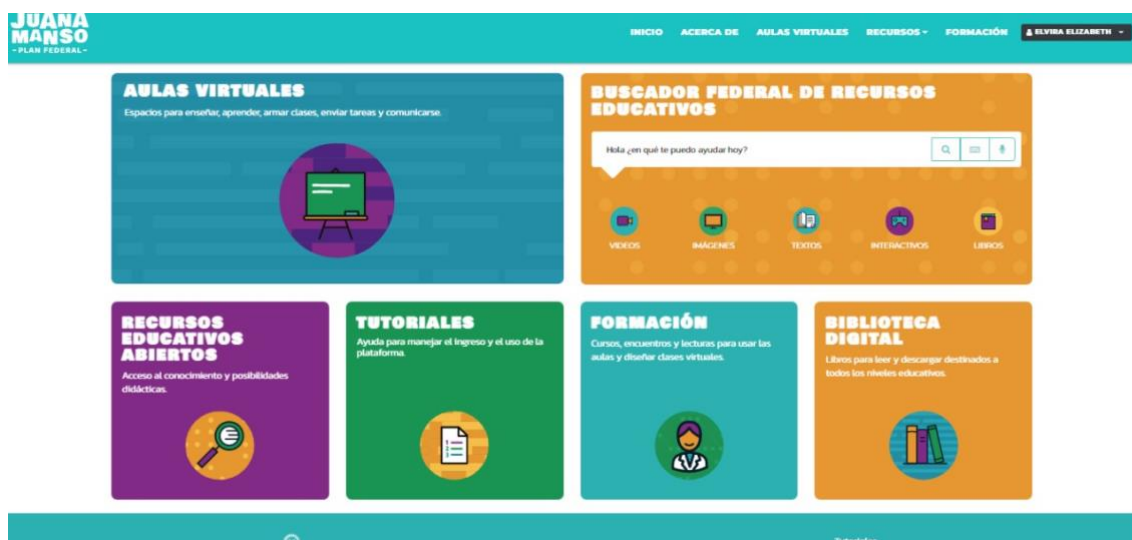 JUANA
MANSO
- PLAN FEDERAL -
INICIO ACERCA DE AULAS VIRTUALES RECURSOS FORMACIÓN ELVIRA ELIZABETH
AULAS VIRTUALES
Espacios para enseñar, aprender, armar clases, enviar tareas y comunicarse.
BUSCADOR FEDERAL DE RECURSOS
EDUCATIVOS
Hola ¿en qué te puedo ayudar hoy?
VIDEOS IMÁGENES TEXTOS INTERACTIVOS LIBROS
RECURSOS
EDUCATIVOS
ABIERTOS
Acceso al conocimiento y posibilidades
didácticas.
TUTORIALES
Ayuda para manejar el ingreso y el uso de la
plataforma.
FORMACIÓN
Cursos, encuentros y lecturas para usar las
aulas y diseñar clases virtuales.
BIBLIOTECA
DIGITAL
Libros para leer y descargar destinados a
todos los niveles educativos.